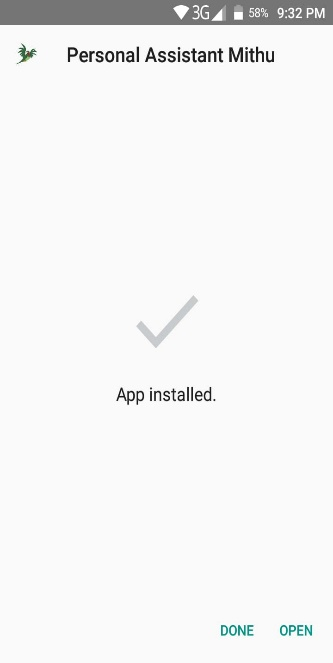 3G 58% 9:32 PM
Personal Assistant Mithu
App installed.
DONE OPEN